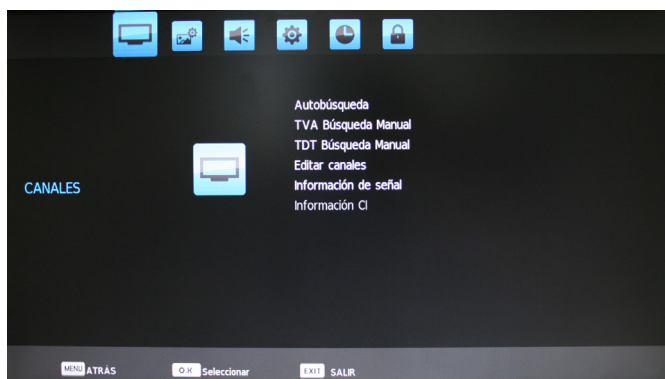 Autobúsqueda
TVA Búsqueda Manual
TDT Búsqueda Manual
Editar canales
CANALES
Información de señal
Información CI
MENU ATRÁS OK Seleccionar EXIT SALIR